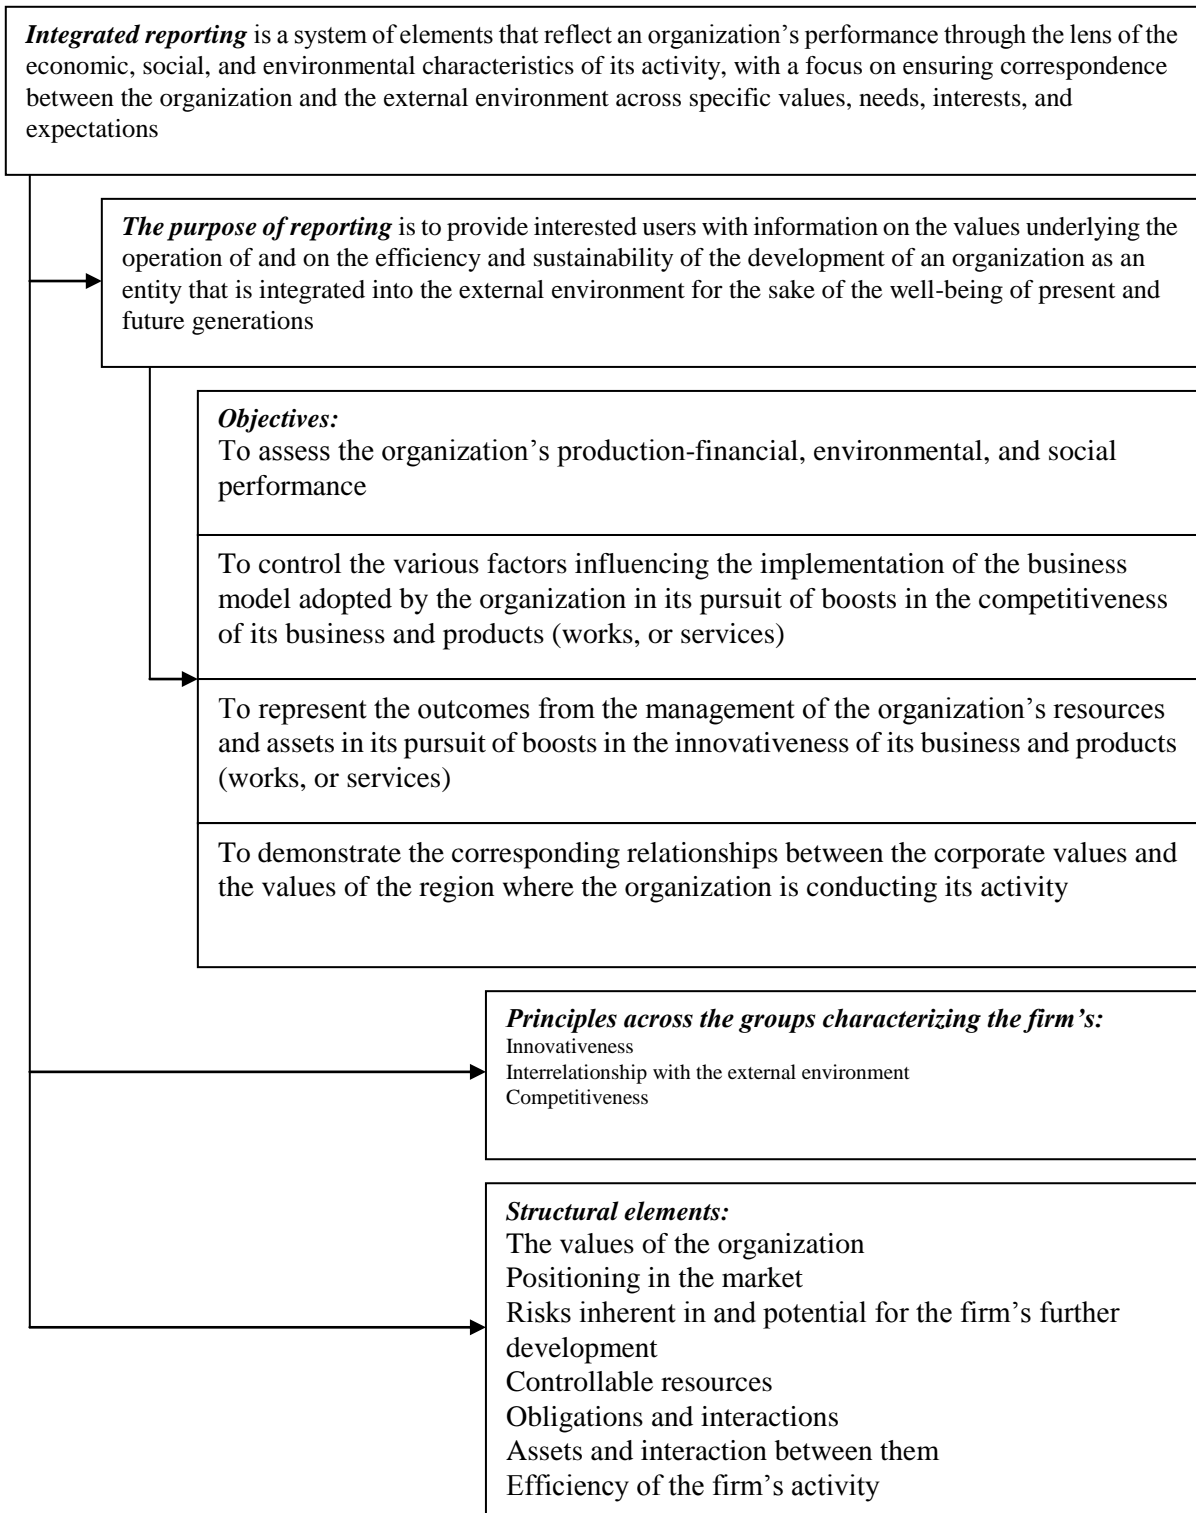 Integrated reporting is a system of elements that reflect an organization’s performance through the lens of the
economic, social, and environmental characteristics of its activity, with a focus on ensuring correspondence
between the organization and the external environment across specific values, needs, interests, and
expectations
The purpose of reporting is to provide interested users with information on the values underlying the
operation of and on the efficiency and sustainability of the development of an organization as an
entity that is integrated into the external environment for the sake of the well-being of present and
future generations
Objectives:
To assess the organization’s production-financial, environmental, and social
performance
To control the various factors influencing the implementation of the business
model adopted by the organization in its pursuit of boosts in the competitiveness
of its business and products (works, or services)
To represent the outcomes from the management of the organization’s resources
and assets in its pursuit of boosts in the innovativeness of its business and products
(works, or services)
To demonstrate the corresponding relationships between the corporate values and
the values of the region where the organization is conducting its activity
Principles across the groups characterizing the firm’s:
Innovativeness
Interrelationship with the external environment
Competitiveness
Structural elements:
The values of the organization
Positioning in the market
Risks inherent in and potential for the firm’s further
development
Controllable resources
Obligations and interactions
Assets and interaction between them
Efficiency of the firm’s activity